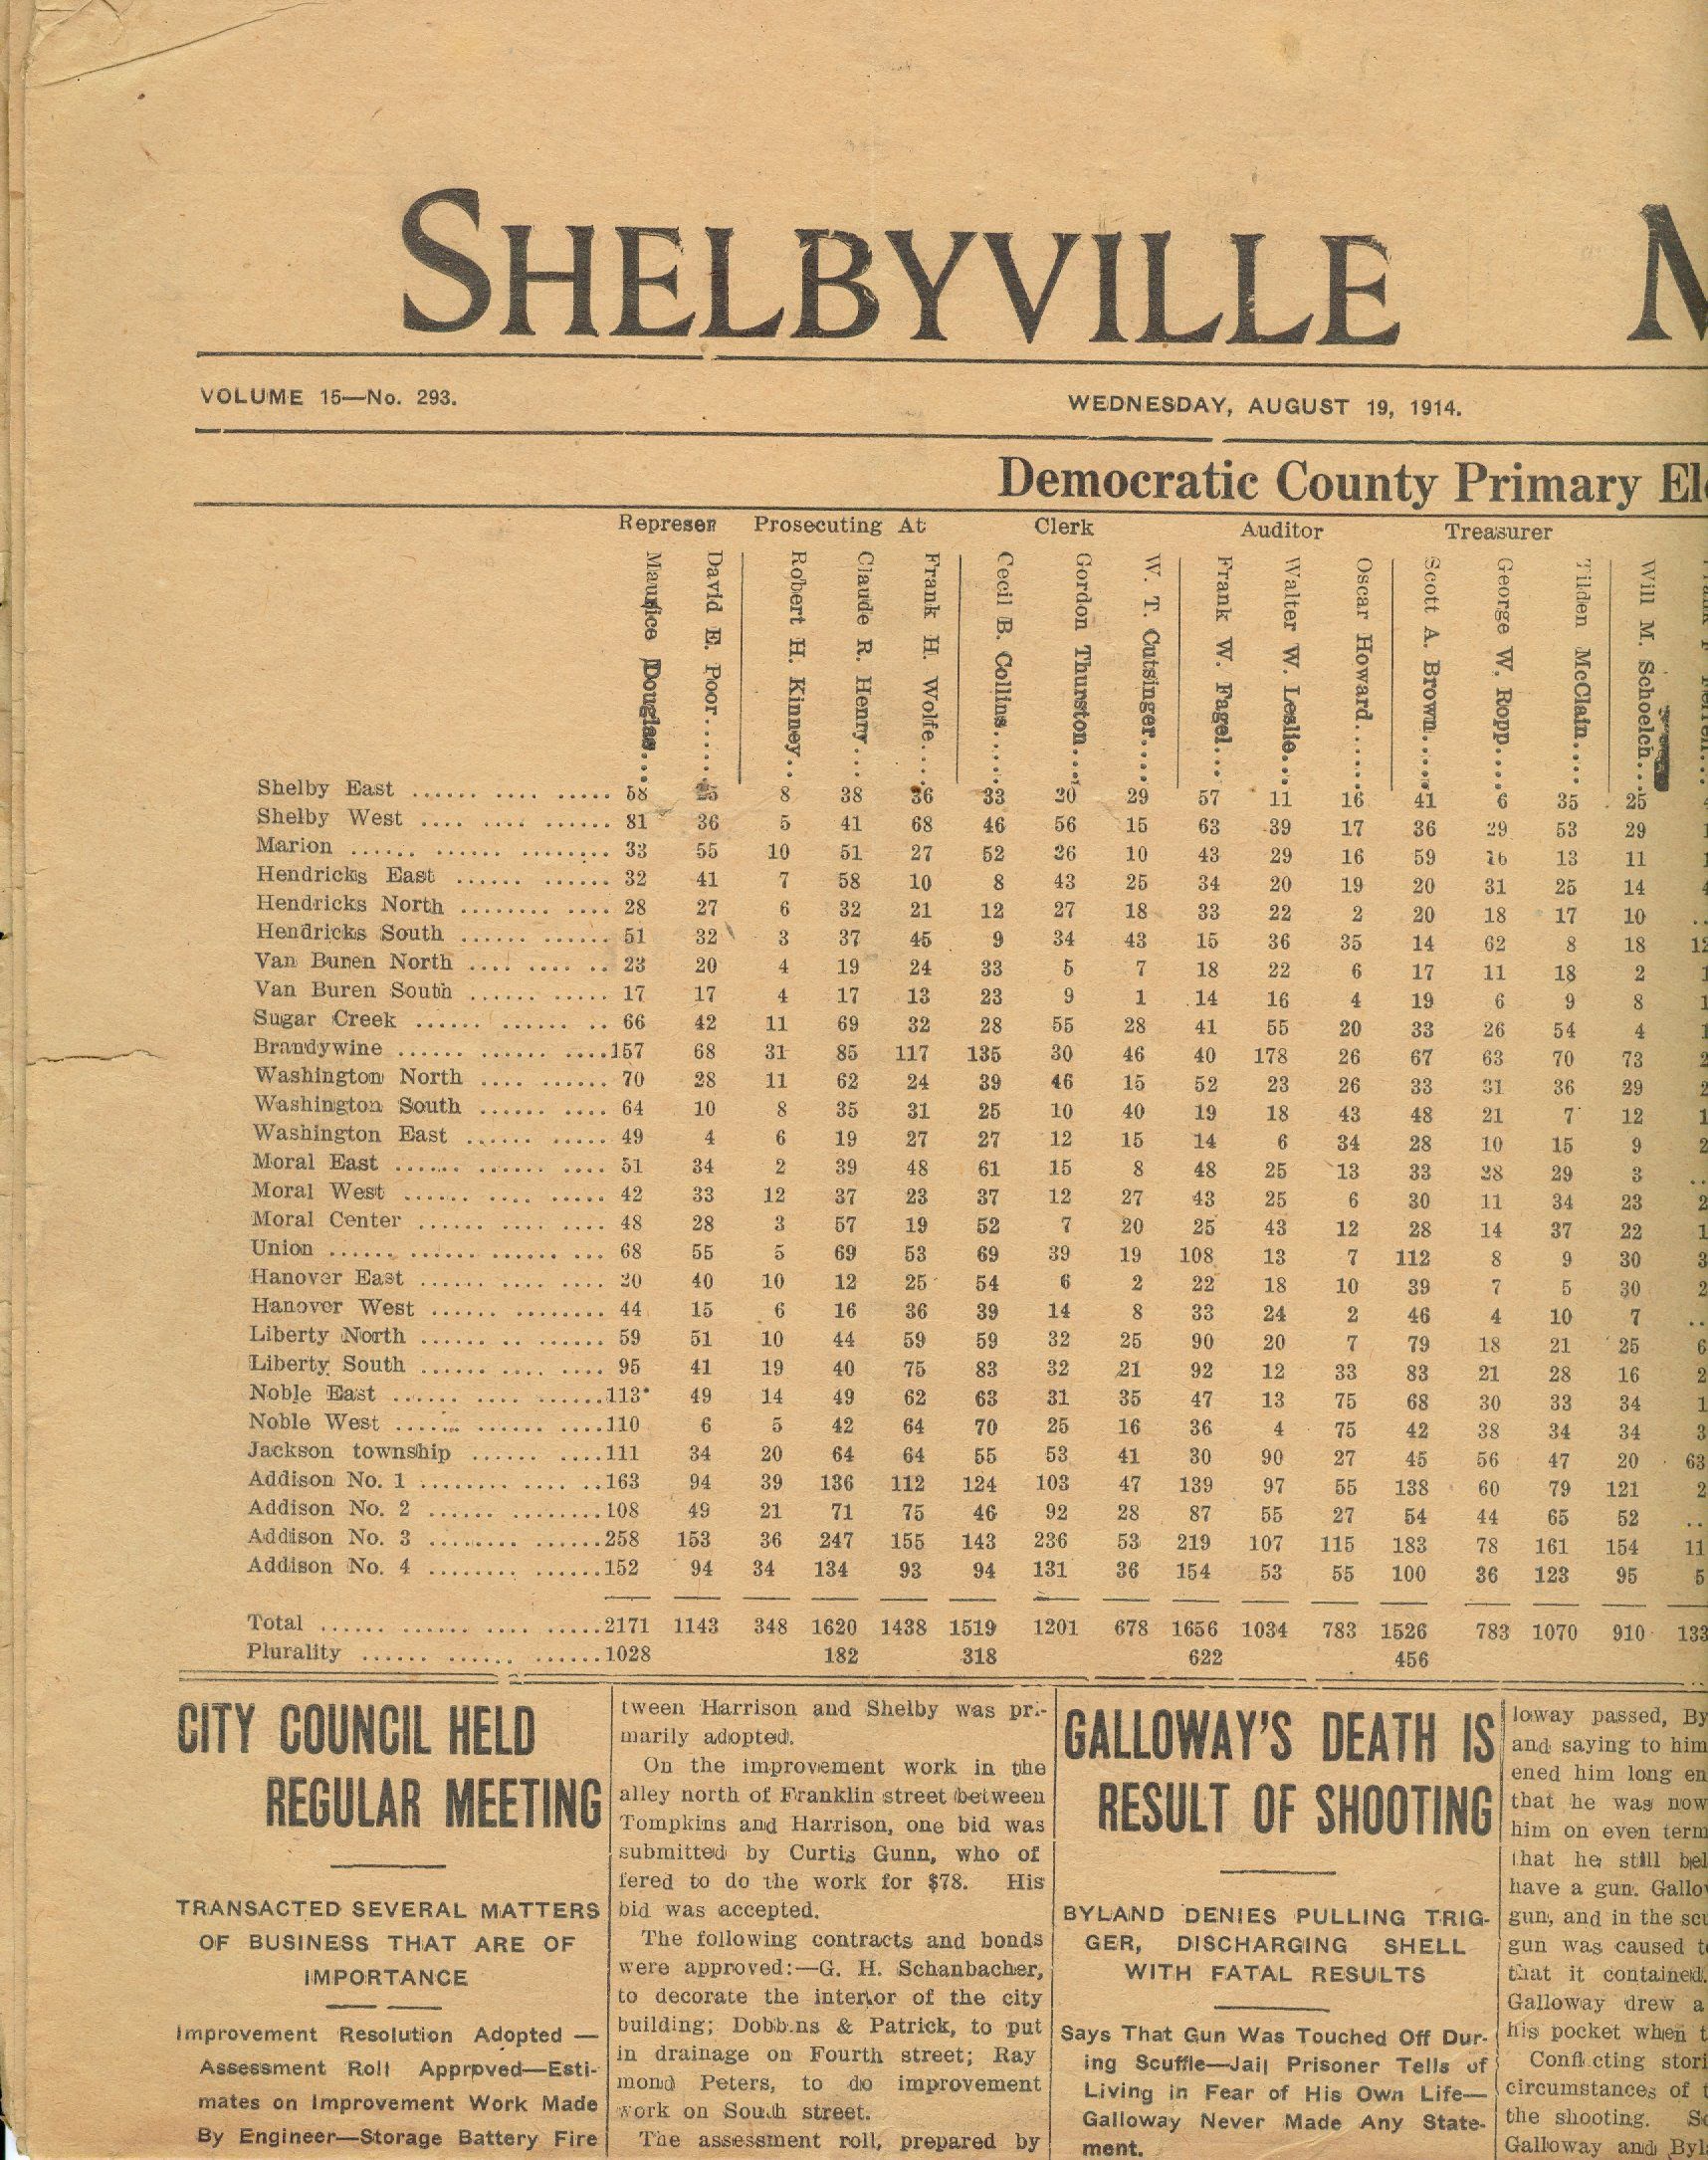 SHELBYVILLE
VOLUME 15—No. 293.
WEDNESDAY, AUGUST 19, 1914.
Democratic County Primary
Represen Prosecuting At Clerk Auditor Treasurer
Maurice Douglas....
David E. Poor......
Robert H. Kinney..
Claude R. Henry...
Frank H. Wolfe....
Cecil B. Collins.....
Gordon Thurston...
W. T. Cutsinger....
Frank W. Fagel...
Walter W. Leslie...
Oscar Howard......
Scott A. Brown....
George W. Ropp....
Tilden McClain....
Will M. Schoelch...
Shelby East ...... .... ..... 58 25 8 38 36 33 20 29 57 11 16 41 6 35 25
Shelby West .... .... ...... 81 36 5 41 68 46 56 15 63 39 17 36 29 53 29
Marion ...... ...... ........ 33 55 10 51 27 52 26 10 43 29 16 59 16 13 11
Hendricks East ...... ...... 32 41 7 58 10 8 43 25 34 20 19 20 31 25 14
Hendricks North ........ .... 28 27 6 32 21 12 27 18 33 22 2 20 18 17 10
Hendricks South ...... ...... 51 32 3 37 45 9 34 43 15 36 35 14 62 8 18
Van Buren North .... .... .. 23 20 4 19 24 33 5 7 18 22 6 17 11 18 2
Van Buren South ...... ..... 17 17 4 17 13 23 9 1 14 16 4 19 6 9 8
Sugar Creek ...... ...... .. 66 42 11 69 32 28 55 28 41 55 20 33 26 54 4
Brandywine ...... ...... ....157 68 31 85 117 135 30 46 40 178 26 67 63 70 73
Washington North .... ...... 70 28 11 62 24 39 46 15 52 23 26 33 31 36 29
Washington South ...... .... 64 10 8 35 31 25 10 40 19 18 43 48 21 7 12
Washington East ...... ..... 49 4 6 19 27 27 12 15 14 6 34 28 10 15 9
Moral East ...... ...... .... 51 34 2 39 48 61 15 8 48 25 13 33 28 29 3
Moral West ...... .... ..... 42 33 12 37 23 37 12 27 43 25 6 30 11 34 23
Moral Center ...... .... .... 48 28 3 57 19 52 7 20 25 43 12 28 14 37 22
Union ...... ...... ...... ... 68 55 5 69 53 69 39 19 108 13 7 112 8 9 30
Hanover East ...... .... .... 20 40 10 12 25 54 6 2 22 18 10 39 7 5 30
Hanover West ...... ........ 44 15 6 16 36 39 14 8 33 24 2 46 4 10 7
Liberty North ...... .. ...... 59 51 10 44 59 59 32 25 90 20 7 79 18 21 25
Liberty South ...... .... .... 95 41 19 40 75 83 32 21 92 12 33 83 21 28 16
Noble East ...... .... ......113 49 14 49 62 63 31 35 47 13 75 68 30 33 34
Noble West ...... ...... ....110 6 5 42 64 70 25 16 36 4 75 42 38 34 34
Jackson township ...... ....111 34 20 64 64 55 53 41 30 90 27 45 56 47 20 63
Addison No. 1 ........ .... ..163 94 39 136 112 124 103 47 139 97 55 138 60 79 121
Addison No. 2 ...... ........108 49 21 71 75 46 92 28 87 55 27 54 44 65 52
Addison No. 3 ........ ......258 153 36 247 155 143 236 53 219 107 115 183 78 161 154
Addison No. 4 ........ ......152 94 34 134 93 94 131 36 154 53 55 100 36 123 95
Total ...... ...... .... .....2171 1143 348 1620 1438 1519 1201 678 1656 1034 783 1526 783 1070 910
Plurality ...... ...... ......1028 182 318 622 456
CITY COUNCIL HELD
REGULAR MEETING
TRANSACTED SEVERAL MATTERS
OF BUSINESS THAT ARE OF
IMPORTANCE
Improvement Resolution Adopted —
Assessment Roll Approved—Esti-
mates on Improvement Work Made
By Engineer—Storage Battery Fire
tween Harrison and Shelby was pri-
marily adopted.
On the improvement work in the
alley north of Franklin street between
Tompkins and Harrison, one bid was
submitted by Curtis Gunn, who of
fered to do the work for $78. His
bid was accepted.
The following contracts and bonds
were approved:—G. H. Schanbacher,
to decorate the interior of the city
building; Dobbins & Patrick, to put
in drainage on Fourth street; Ray
mond Peters, to do improvement
work on South street.
The assessment roll, prepared by
GALLOWAY'S DEATH IS
RESULT OF SHOOTING
BYLAND DENIES PULLING TRIG-
GER, DISCHARGING SHELL
WITH FATAL RESULTS
Says That Gun Was Touched Off Dur-
ing Scuffle—Jail Prisoner Tells of
Living in Fear of His Own Life—
Galloway Never Made Any State-
ment.
loway passed, By
and saying to him
ened him long en
that he was now
him on even term
that he still bel
have a gun. Gallo
gun, and in the scu
gun was caused t
that it contained.
Galloway drew a
his pocket when t
Conflicting stori
circumstances of t
the shooting. S
Galloway and Byl